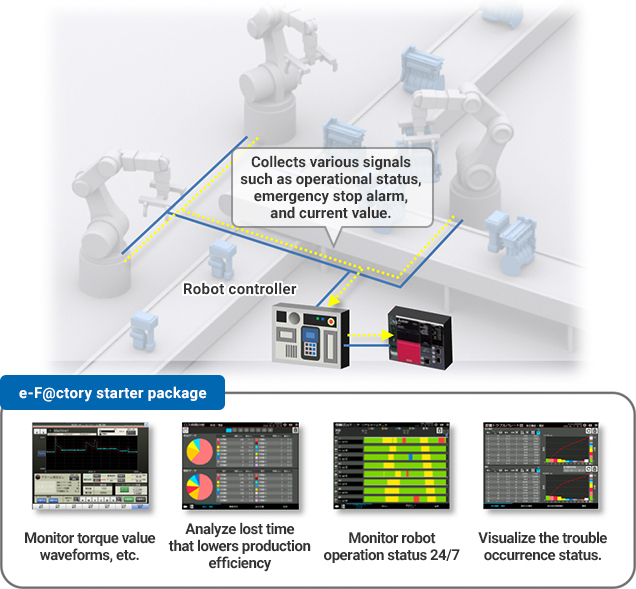 Collects various signals
such as operational status,
emergency stop alarm,
and current value.
Robot controller
e-F@ctory starter package
Monitor torque value
waveforms, etc.
Analyze lost time
that lowers production
efficiency
Monitor robot
operation status 24/7
Visualize the trouble
occurrence status.